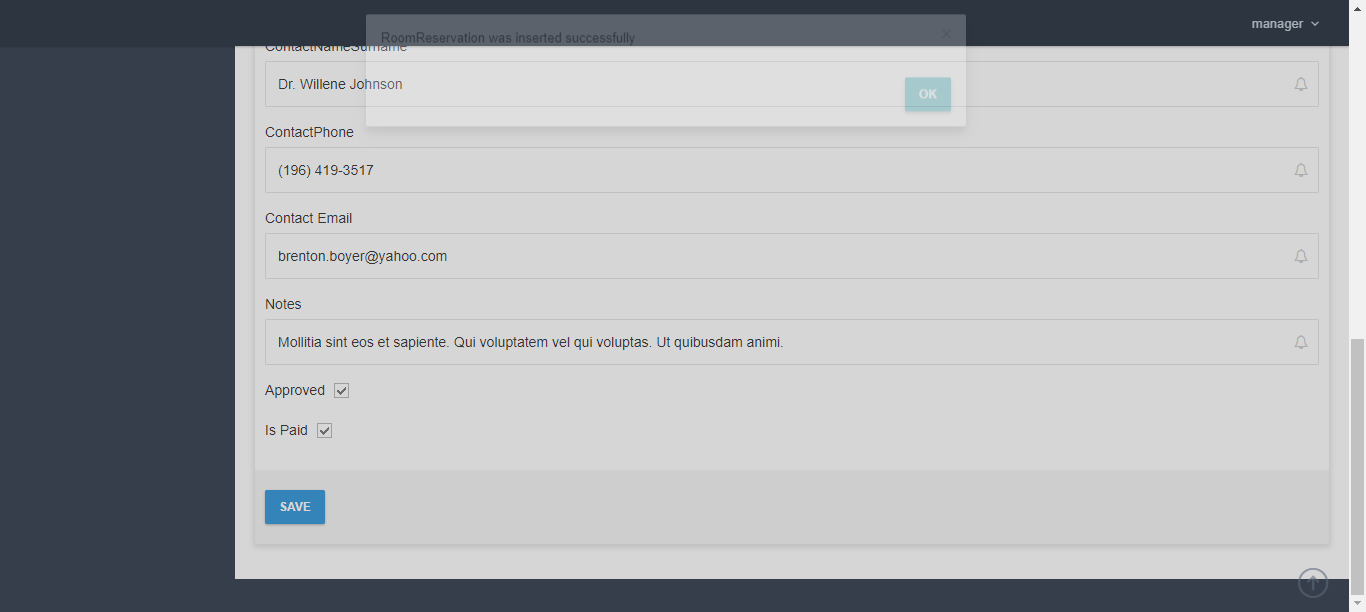 manager
RoomReservation was inserted successfully
ContactNameSurname
Dr. Willene Johnson
OK
ContactPhone
(196) 419-3517
Contact Email
brenton.boyer@yahoo.com
Notes
Mollitia sint eos et sapiente. Qui voluptatem vel qui voluptas. Ut quibusdam animi.
Approved
Is Paid
SAVE